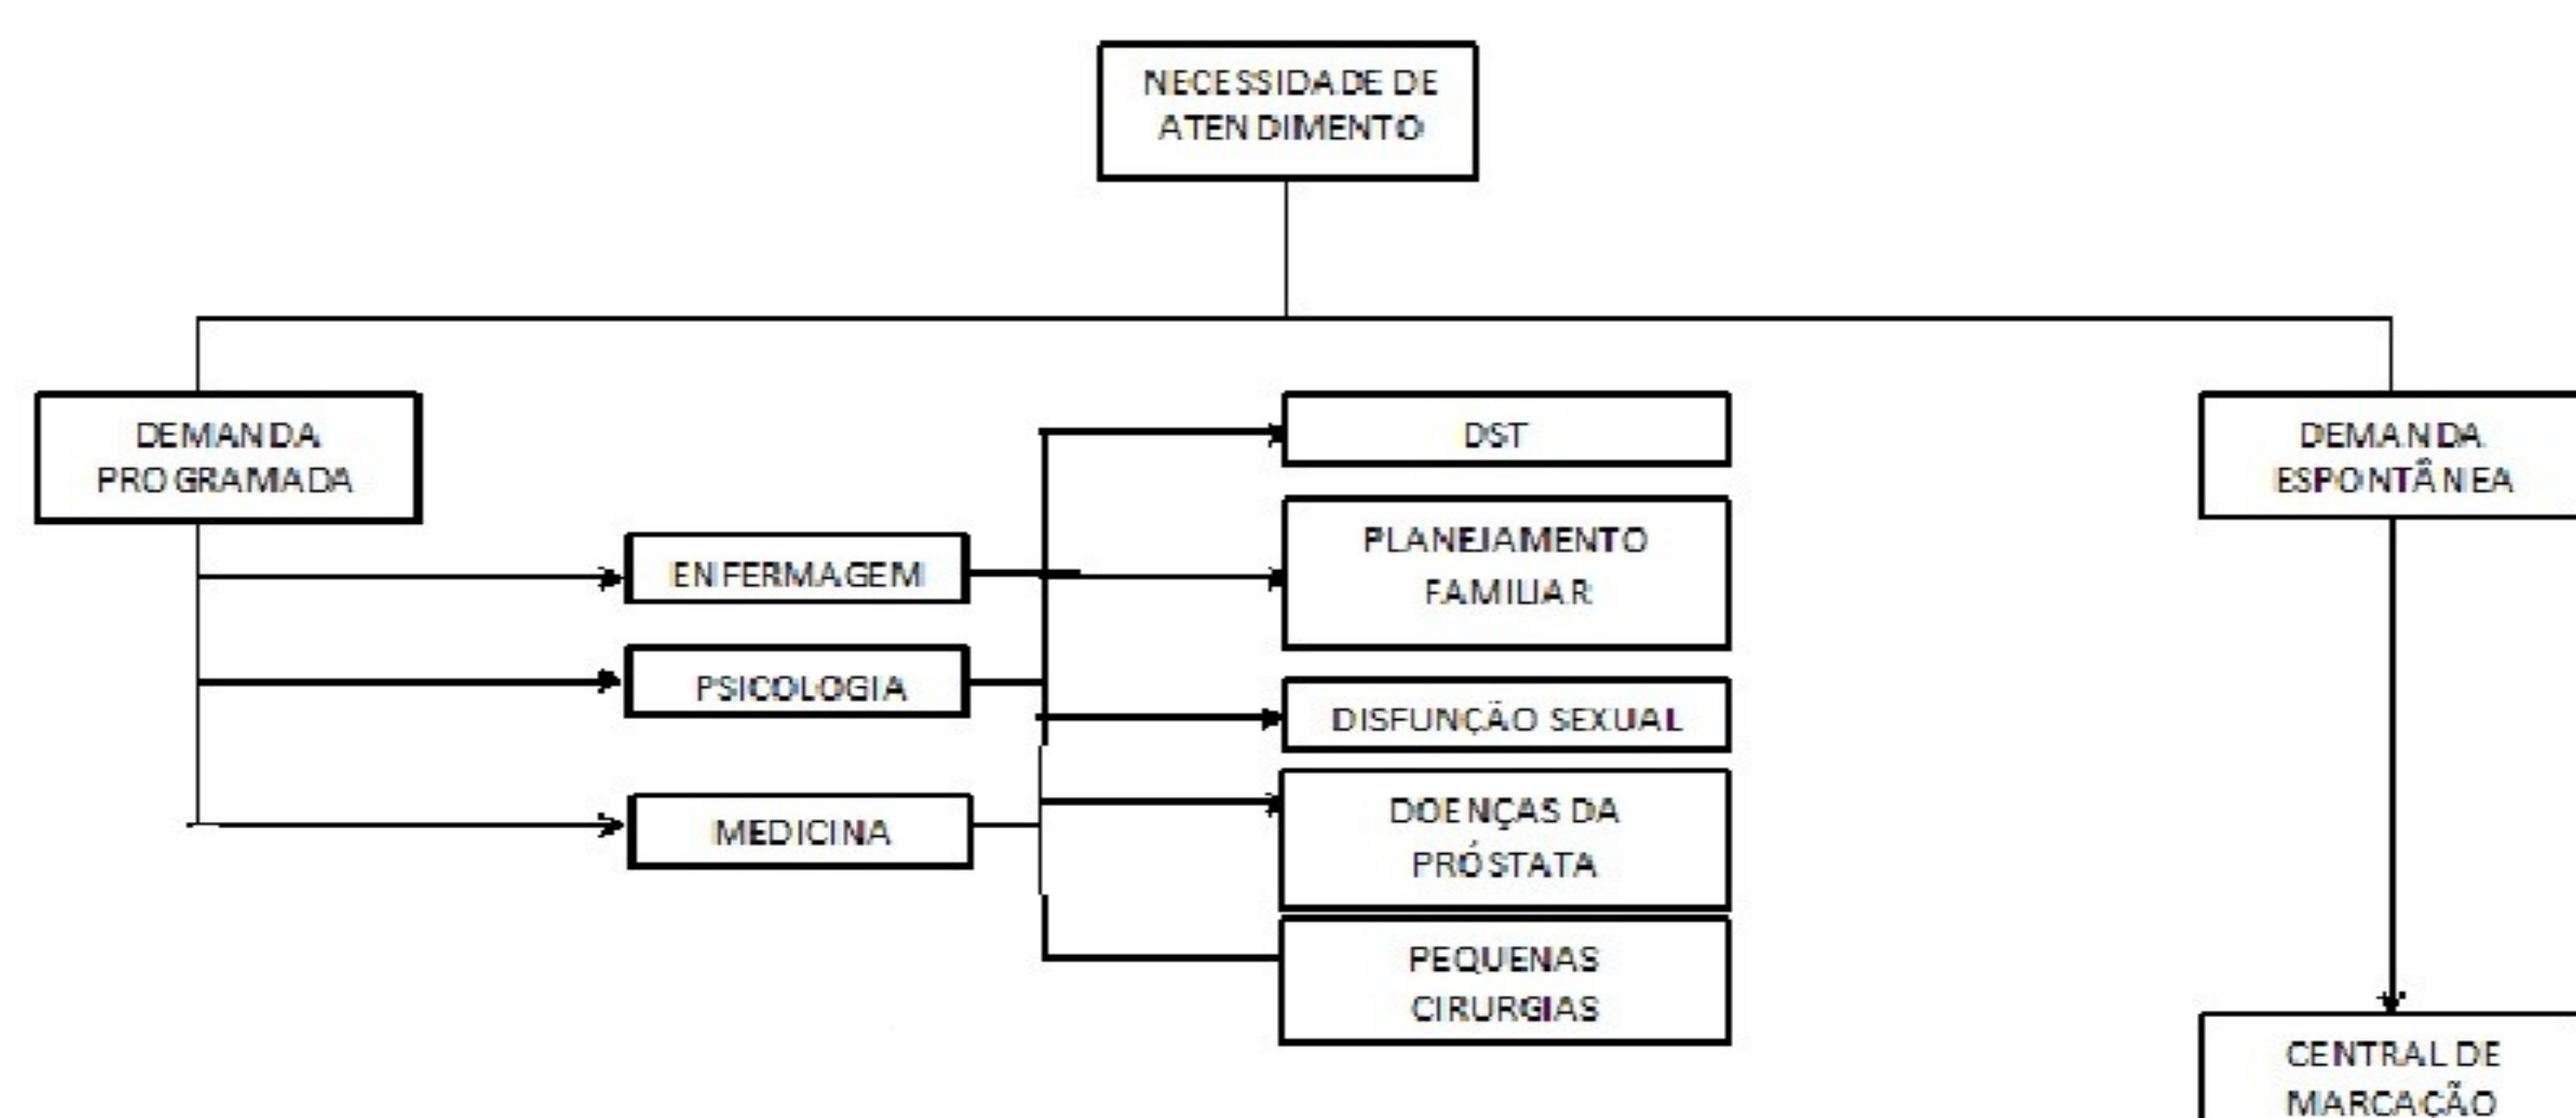 NECESSIDADE DE
ATENDIMENTO
DEMANDA
PROGRAMADA
ENFERMAGEM
PSICOLOGIA
MEDICINA
DST
PLANEJAMENTO
FAMILIAR
DISFUNÇÃO SEXUAL
DOENÇAS DA
PRÓSTATA
PEQUENAS
CIRURGIAS
DEMANDA
ESPONTÂNEA
CENTRAL DE
MARCAÇÃO